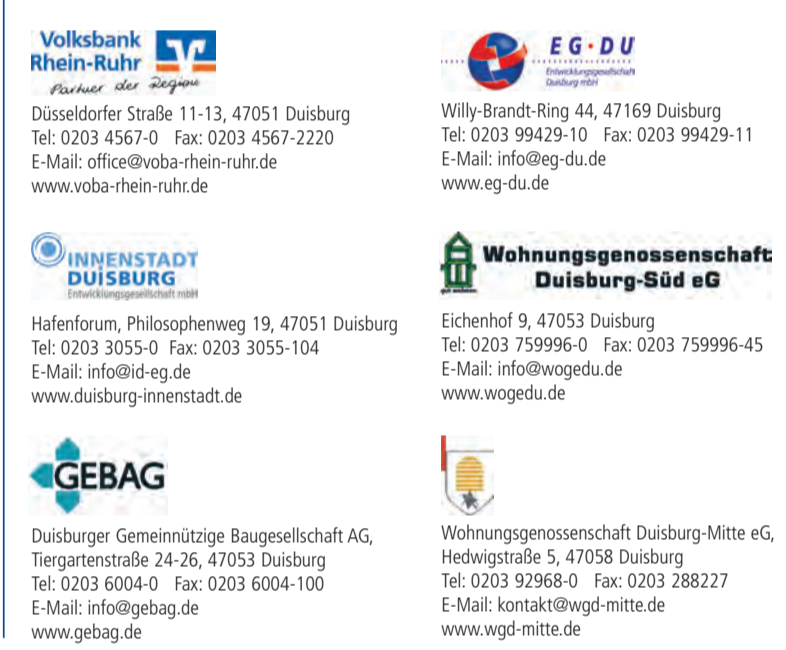 Volksbank
Rhein-Ruhr
Partner der Region
Düsseldorfer Straße 11-13, 47051 Duisburg
Tel: 0203 4567-0 Fax: 0203 4567-2220
E-Mail: office@voba-rhein-ruhr.de
www.voba-rhein-ruhr.de
EG·DU
Entwicklungsgesellschaft
Duisburg mbH
Willy-Brandt-Ring 44, 47169 Duisburg
Tel: 0203 99429-10 Fax: 0203 99429-11
E-Mail: info@eg-du.de
www.eg-du.de
INNENSTADT
DUISBURG
Entwicklungsgesellschaft mbH
Hafenforum, Philosophenweg 19, 47051 Duisburg
Tel: 0203 3055-0 Fax: 0203 3055-104
E-Mail: info@id-eg.de
www.duisburg-innenstadt.de
Wohnungsgenossenschaft
Duisburg-Süd eG
Eichenhof 9, 47053 Duisburg
Tel: 0203 759996-0 Fax: 0203 759996-45
E-Mail: info@wogedu.de
www.wogedu.de
GEBAG
Duisburger Gemeinnützige Baugesellschaft AG,
Tiergartenstraße 24-26, 47053 Duisburg
Tel: 0203 6004-0 Fax: 0203 6004-100
E-Mail: info@gebag.de
www.gebag.de
Wohnungsgenossenschaft Duisburg-Mitte eG,
Hedwigstraße 5, 47058 Duisburg
Tel: 0203 92968-0 Fax: 0203 288227
E-Mail: kontakt@wgd-mitte.de
www.wgd-mitte.de